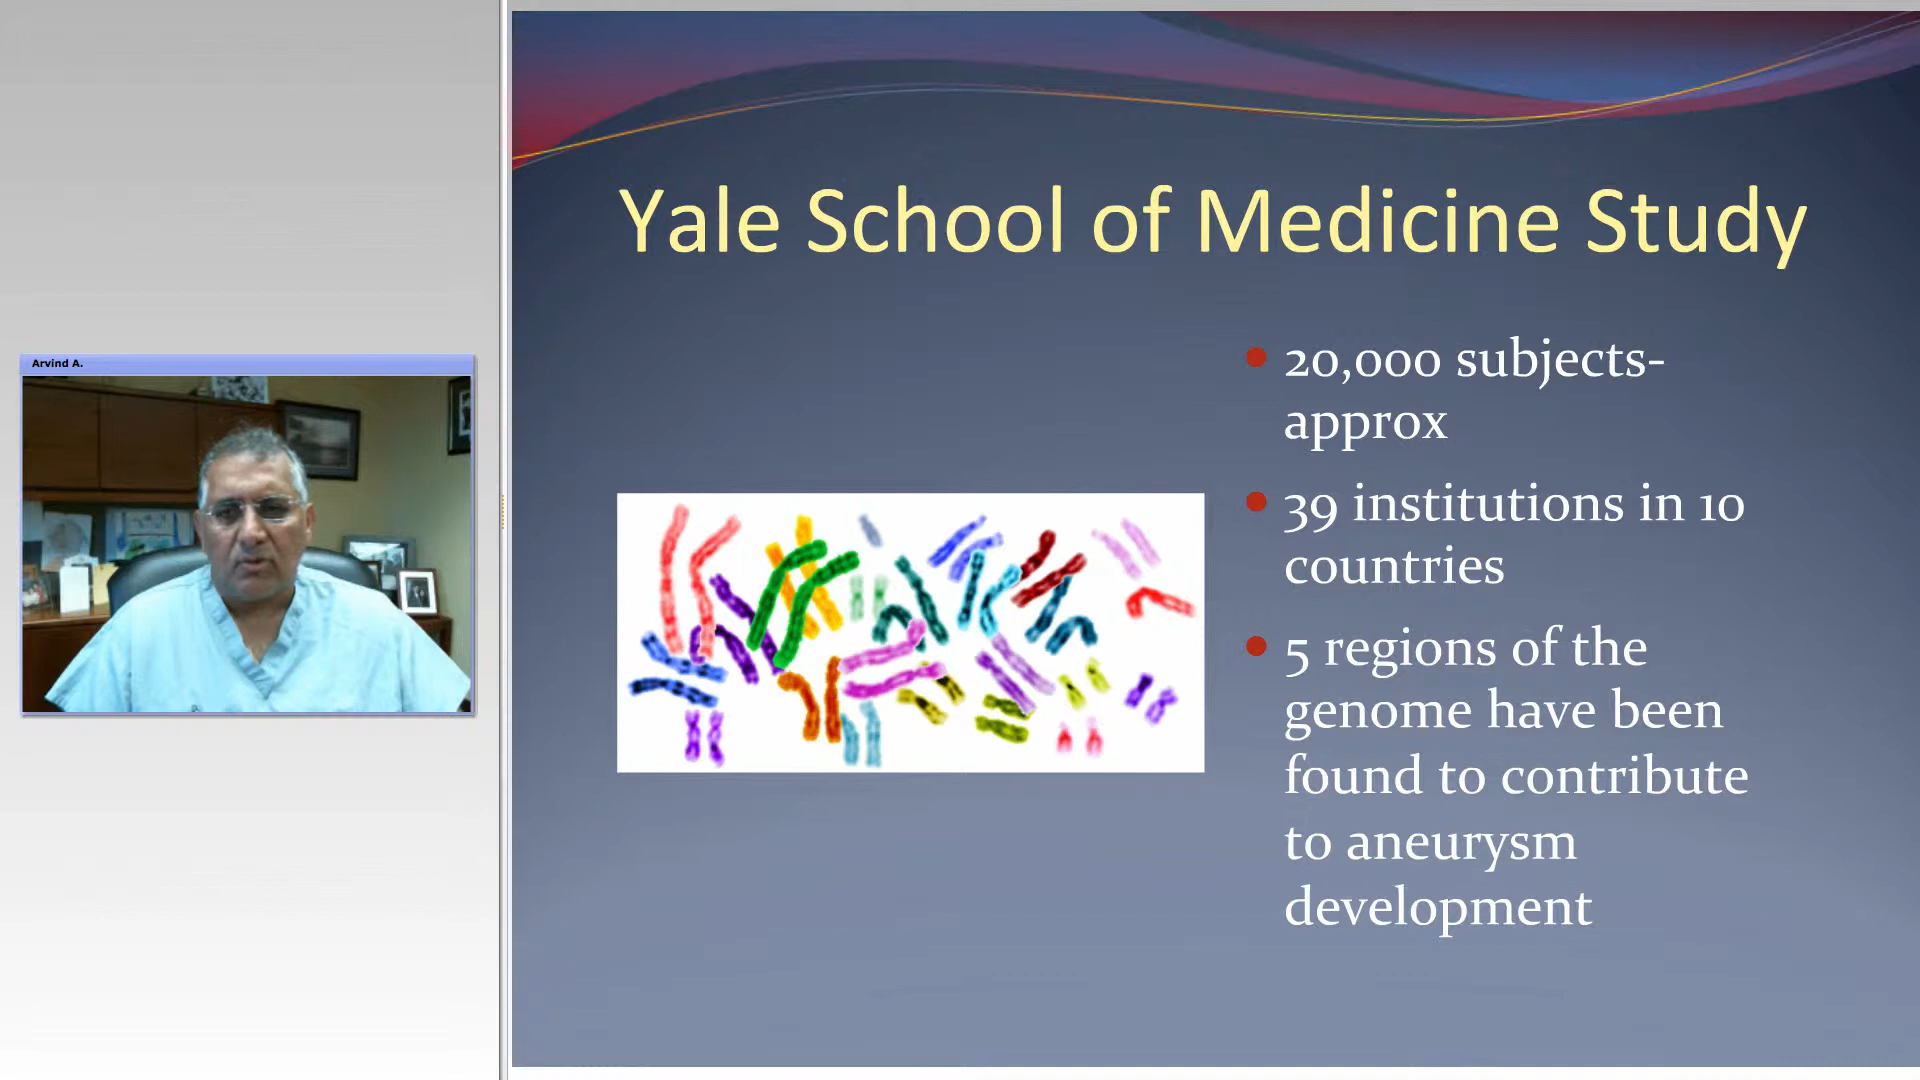 Arvind A.
Yale School of Medicine Study
20,000 subjects-
approx
39 institutions in 10
countries
5 regions of the
genome have been
found to contribute
to aneurysm
development